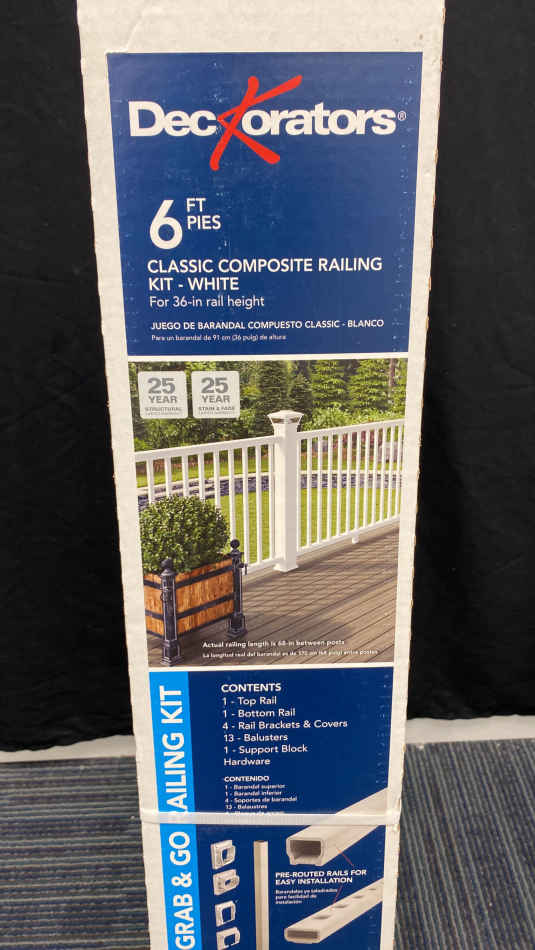 DecKorators®
6 FT
PIES
CLASSIC COMPOSITE RAILING
KIT - WHITE
For 36-in rail height
JUEGO DE BARANDAL COMPUESTO CLASSIC - BLANCO
Para un barandal de 91 cm (36 pulg) de altura
25
YEAR
STRUCTURAL
25
YEAR
STAIN & FADE
Actual railing length is 68-in between posts
La longitud real del barandal es de 170 cm (68 pulg) entre postes
GRAB & GO RAILING KIT
CONTENTS
1 - Top Rail
1 - Bottom Rail
4 - Rail Brackets & Covers
13 - Balusters
1 - Support Block
Hardware
CONTENIDO
1 - Barandal superior
1 - Barandal inferior
4 - Soportes de barandal
13 - Balaustres
PRE-ROUTED RAILS FOR
EASY INSTALLATION
Barandales ya taladrados
para facilidad de
instalación